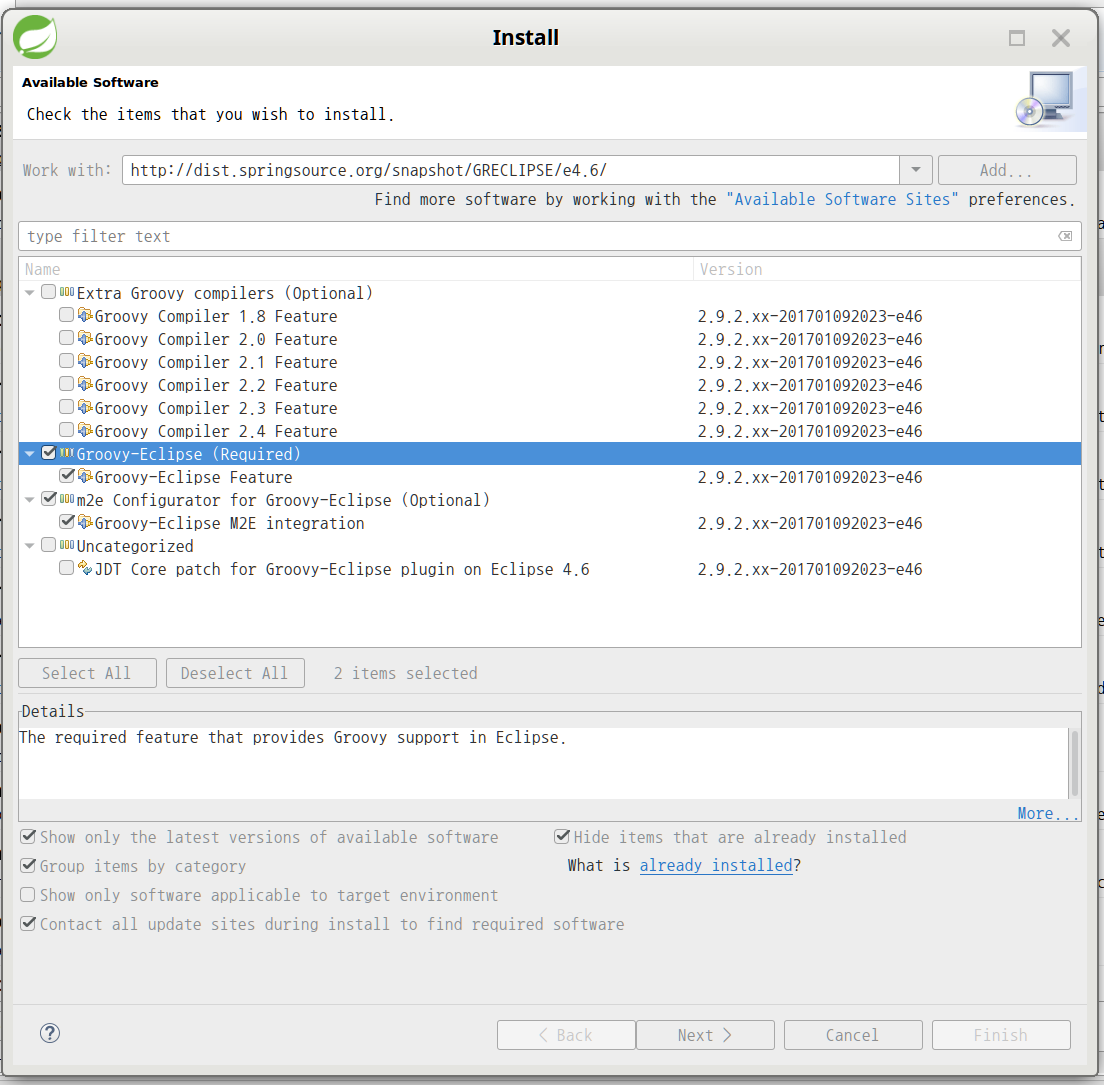 Install
Available Software
Check the items that you wish to install.
Work with: http://dist.springsource.org/snapshot/GRECLIPSE/e4.6/ Add...
Find more software by working with the "Available Software Sites" preferences.
type filter text
Name Version
Extra Groovy compilers (Optional)
Groovy Compiler 1.8 Feature 2.9.2.xx-201701092023-e46
Groovy Compiler 2.0 Feature 2.9.2.xx-201701092023-e46
Groovy Compiler 2.1 Feature 2.9.2.xx-201701092023-e46
Groovy Compiler 2.2 Feature 2.9.2.xx-201701092023-e46
Groovy Compiler 2.3 Feature 2.9.2.xx-201701092023-e46
Groovy Compiler 2.4 Feature 2.9.2.xx-201701092023-e46
Groovy-Eclipse (Required)
Groovy-Eclipse Feature 2.9.2.xx-201701092023-e46
m2e Configurator for Groovy-Eclipse (Optional)
Groovy-Eclipse M2E integration 2.9.2.xx-201701092023-e46
Uncategorized
JDT Core patch for Groovy-Eclipse plugin on Eclipse 4.6 2.9.2.xx-201701092023-e46
Select All Deselect All 2 items selected
Details
The required feature that provides Groovy support in Eclipse.
More...
Show only the latest versions of available software Hide items that are already installed
Group items by category What is already installed?
Show only software applicable to target environment
Contact all update sites during install to find required software
? < Back Next > Cancel Finish